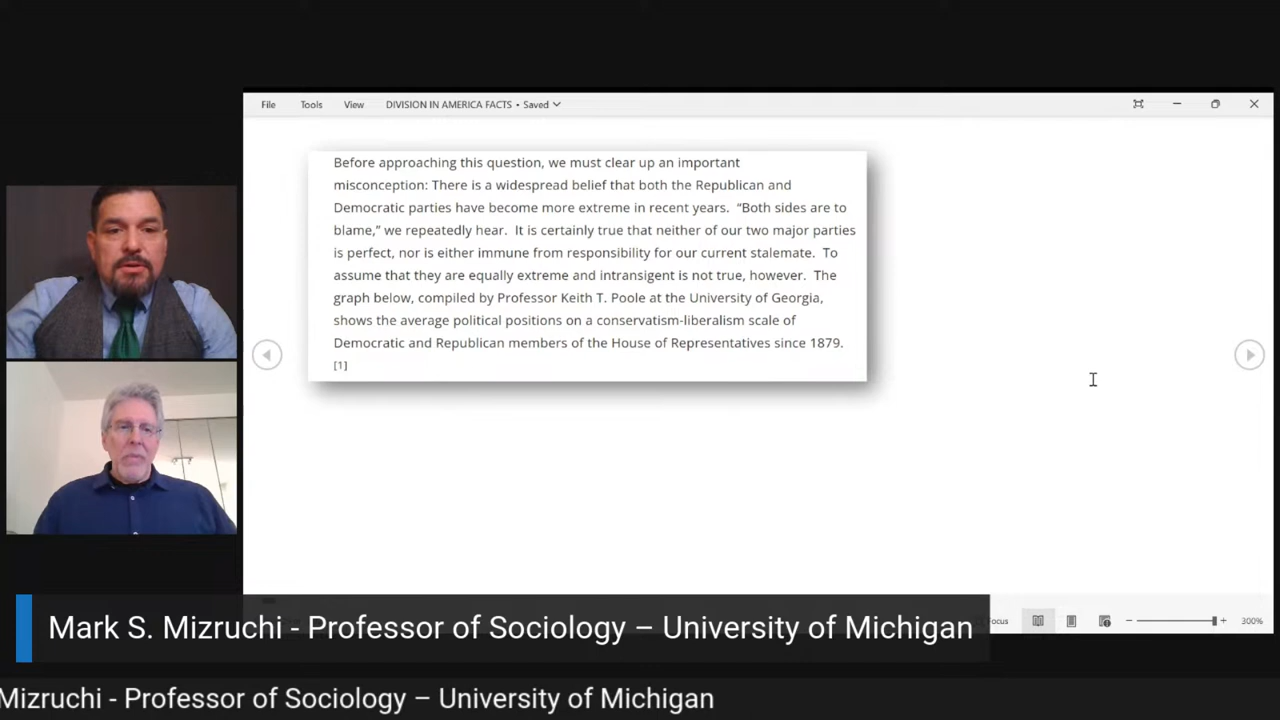 File Tools View DIVISION IN AMERICA FACTS • Saved
Before approaching this question, we must clear up an important
misconception: There is a widespread belief that both the Republican and
Democratic parties have become more extreme in recent years. “Both sides are to
blame,” we repeatedly hear. It is certainly true that neither of our two major parties
is perfect, nor is either immune from responsibility for our current stalemate. To
assume that they are equally extreme and intransigent is not true, however. The
graph below, compiled by Professor Keith T. Poole at the University of Georgia,
shows the average political positions on a conservatism-liberalism scale of
Democratic and Republican members of the House of Representatives since 1879.
[1]
300%
Mark S. Mizruchi - Professor of Sociology – University of Michigan
Mizruchi - Professor of Sociology – University of Michigan